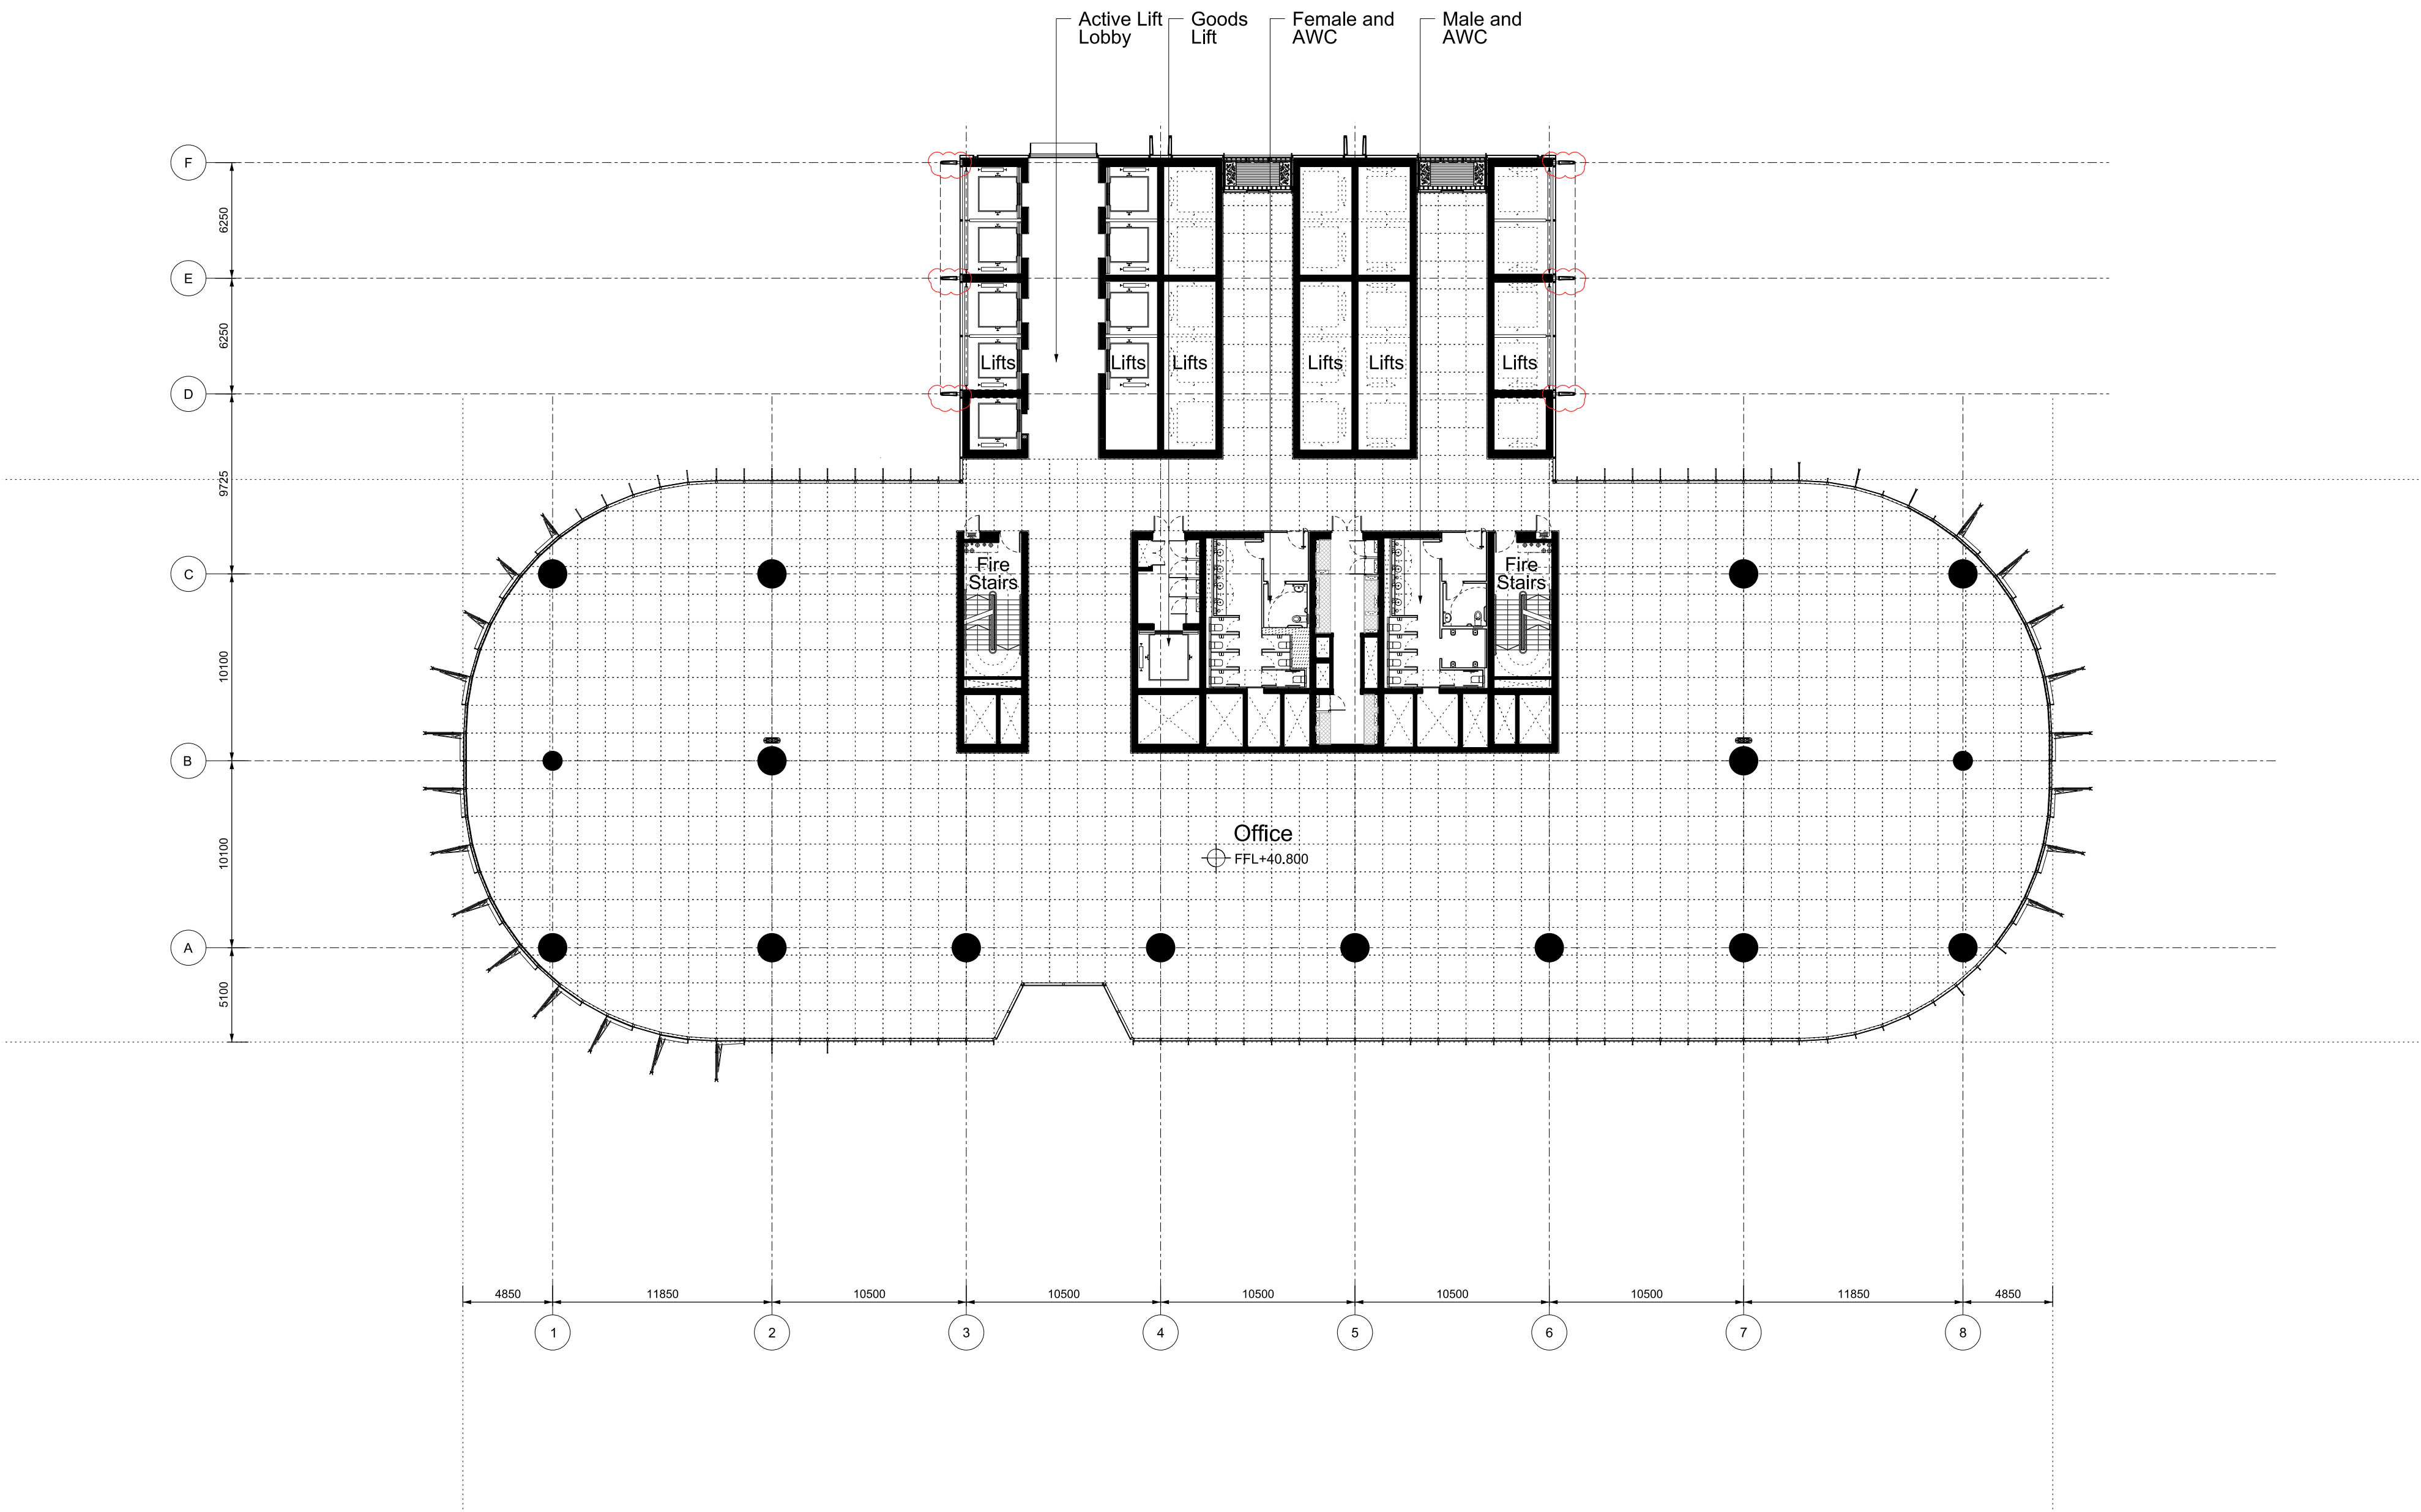 Active Lift
Lobby
Goods
Lift
Female and
AWC
Male and
AWC
F
6250
E
6250
Lifts
Lifts
Lifts
Lifts
Lifts
Lifts
D
9725
Fire
Stairs
Fire
Stairs
C
10100
B
Office
FFL+40.800
10100
A
5100
4850
11850
10500
10500
10500
10500
10500
11850
4850
1
2
3
4
5
6
7
8